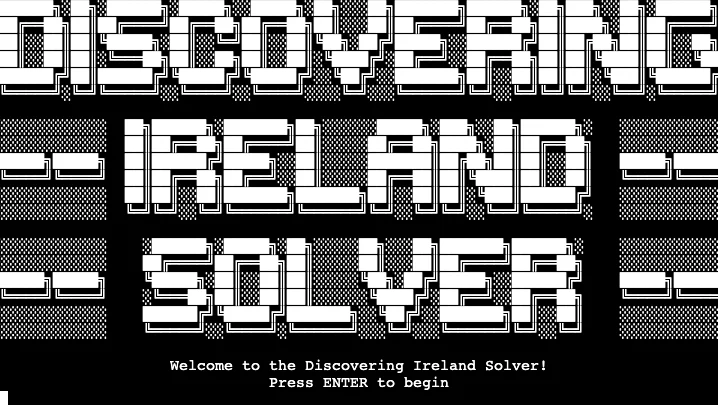 DISCOVERING
-- IRELAND --
-- SOLVER --
Welcome to the Discovering Ireland Solver!
Press ENTER to begin